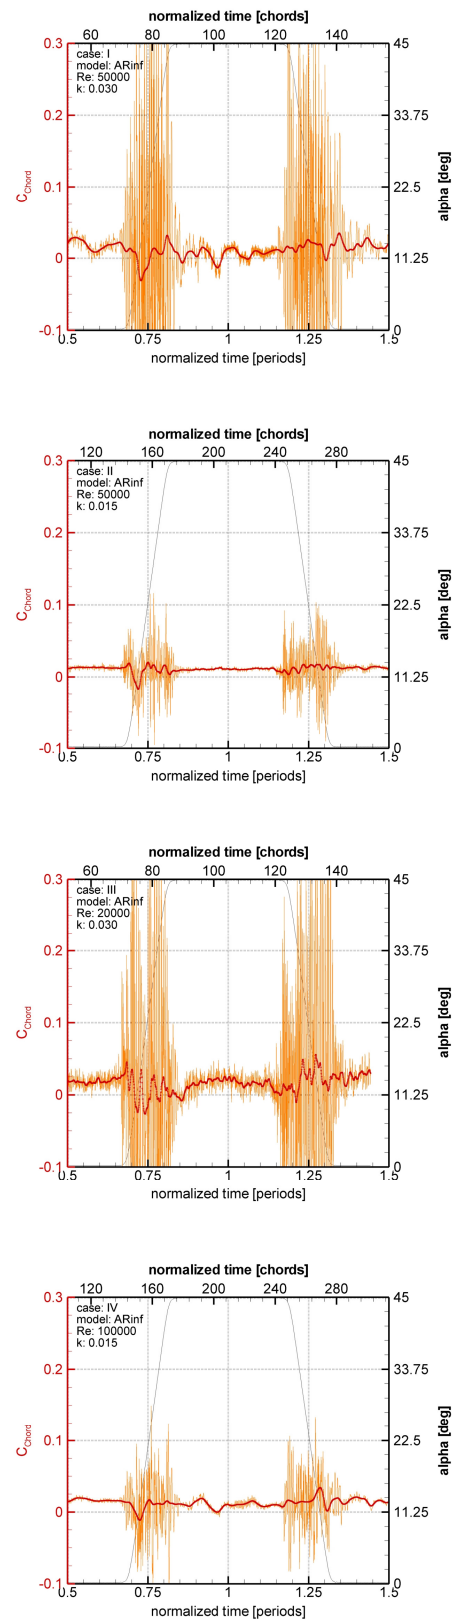 normalized time [chords]
60 80 100 120 140
0.3 45
case: I
model: ARinf
Re: 50000
k: 0.030
0.2 33.75
0.1 22.5
C_Chord alpha [deg]
0 11.25
-0.1 0
0.5 0.75 1 1.25 1.5
normalized time [periods]
normalized time [chords]
120 160 200 240 280
0.3 45
case: II
model: ARinf
Re: 50000
k: 0.015
0.2 33.75
0.1 22.5
C_Chord alpha [deg]
0 11.25
-0.1 0
0.5 0.75 1 1.25 1.5
normalized time [periods]
normalized time [chords]
60 80 100 120 140
0.3 45
case: III
model: ARinf
Re: 20000
k: 0.030
0.2 33.75
0.1 22.5
C_Chord alpha [deg]
0 11.25
-0.1 0
0.5 0.75 1 1.25 1.5
normalized time [periods]
normalized time [chords]
120 160 200 240 280
0.3 45
case: IV
model: ARinf
Re: 100000
k: 0.015
0.2 33.75
0.1 22.5
C_Chord alpha [deg]
0 11.25
-0.1 0
0.5 0.75 1 1.25 1.5
normalized time [periods]